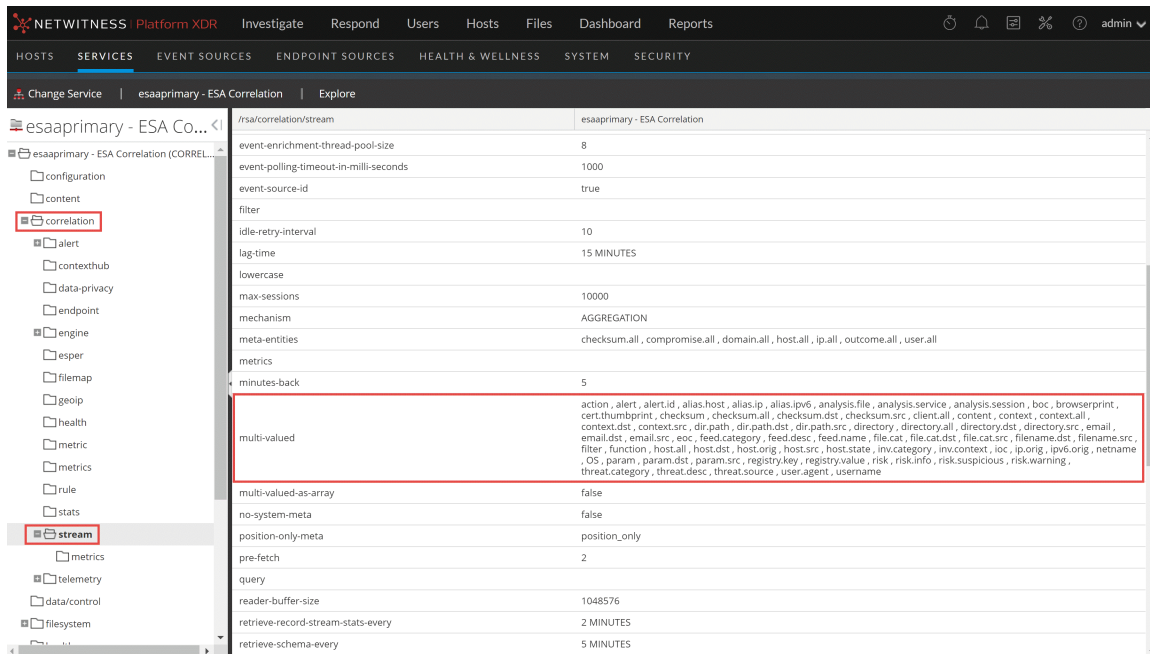 NETWITNESS Platform XDR Investigate Respond Users Hosts Files Dashboard Reports admin
HOSTS SERVICES EVENT SOURCES ENDPOINT SOURCES HEALTH & WELLNESS SYSTEM SECURITY
Change Service | esaaprimary - ESA Correlation | Explore
esaaprimary - ESA Co...
esaaprimary - ESA Correlation (CORREL...
configuration
content
correlation
alert
contexthub
data-privacy
endpoint
engine
esper
filemap
geoip
health
metric
metrics
rule
stats
stream
metrics
telemetry
data/control
filesystem
/rsa/correlation/stream esaaprimary - ESA Correlation
event-enrichment-thread-pool-size 8
event-polling-timeout-in-milli-seconds 1000
event-source-id true
filter
idle-retry-interval 10
lag-time 15 MINUTES
lowercase
max-sessions 10000
mechanism AGGREGATION
meta-entities checksum.all , compromise.all , domain.all , host.all , ip.all , outcome.all , user.all
metrics
minutes-back 5
multi-valued
action , alert , alert.id , alias.host , alias.ip , alias.ipv6 , analysis.file , analysis.service , analysis.session , boc , browserprint ,
cert.thumbprint , checksum , checksum.all , checksum.dst , checksum.src , client.all , content , context , context.all ,
context.dst , context.src , dir.path , dir.path.dst , dir.path.src , directory , directory.all , directory.dst , directory.src , email ,
email.dst , email.src , eoc , feed.category , feed.desc , feed.name , file.cat , file.cat.dst , file.cat.src , filename.dst , filename.src ,
filter , function , host.all , host.dst , host.orig , host.src , host.state , inv.category , inv.context , ioc , ip.orig , ipv6.orig , netname
, OS , param , param.dst , param.src , registry.key , registry.value , risk , risk.info , risk.suspicious , risk.warning ,
threat.category , threat.desc , threat.source , user.agent , username
multi-valued-as-array false
no-system-meta false
position-only-meta position_only
pre-fetch 2
query
reader-buffer-size 1048576
retrieve-record-stream-stats-every 2 MINUTES
retrieve-schema-every 5 MINUTES